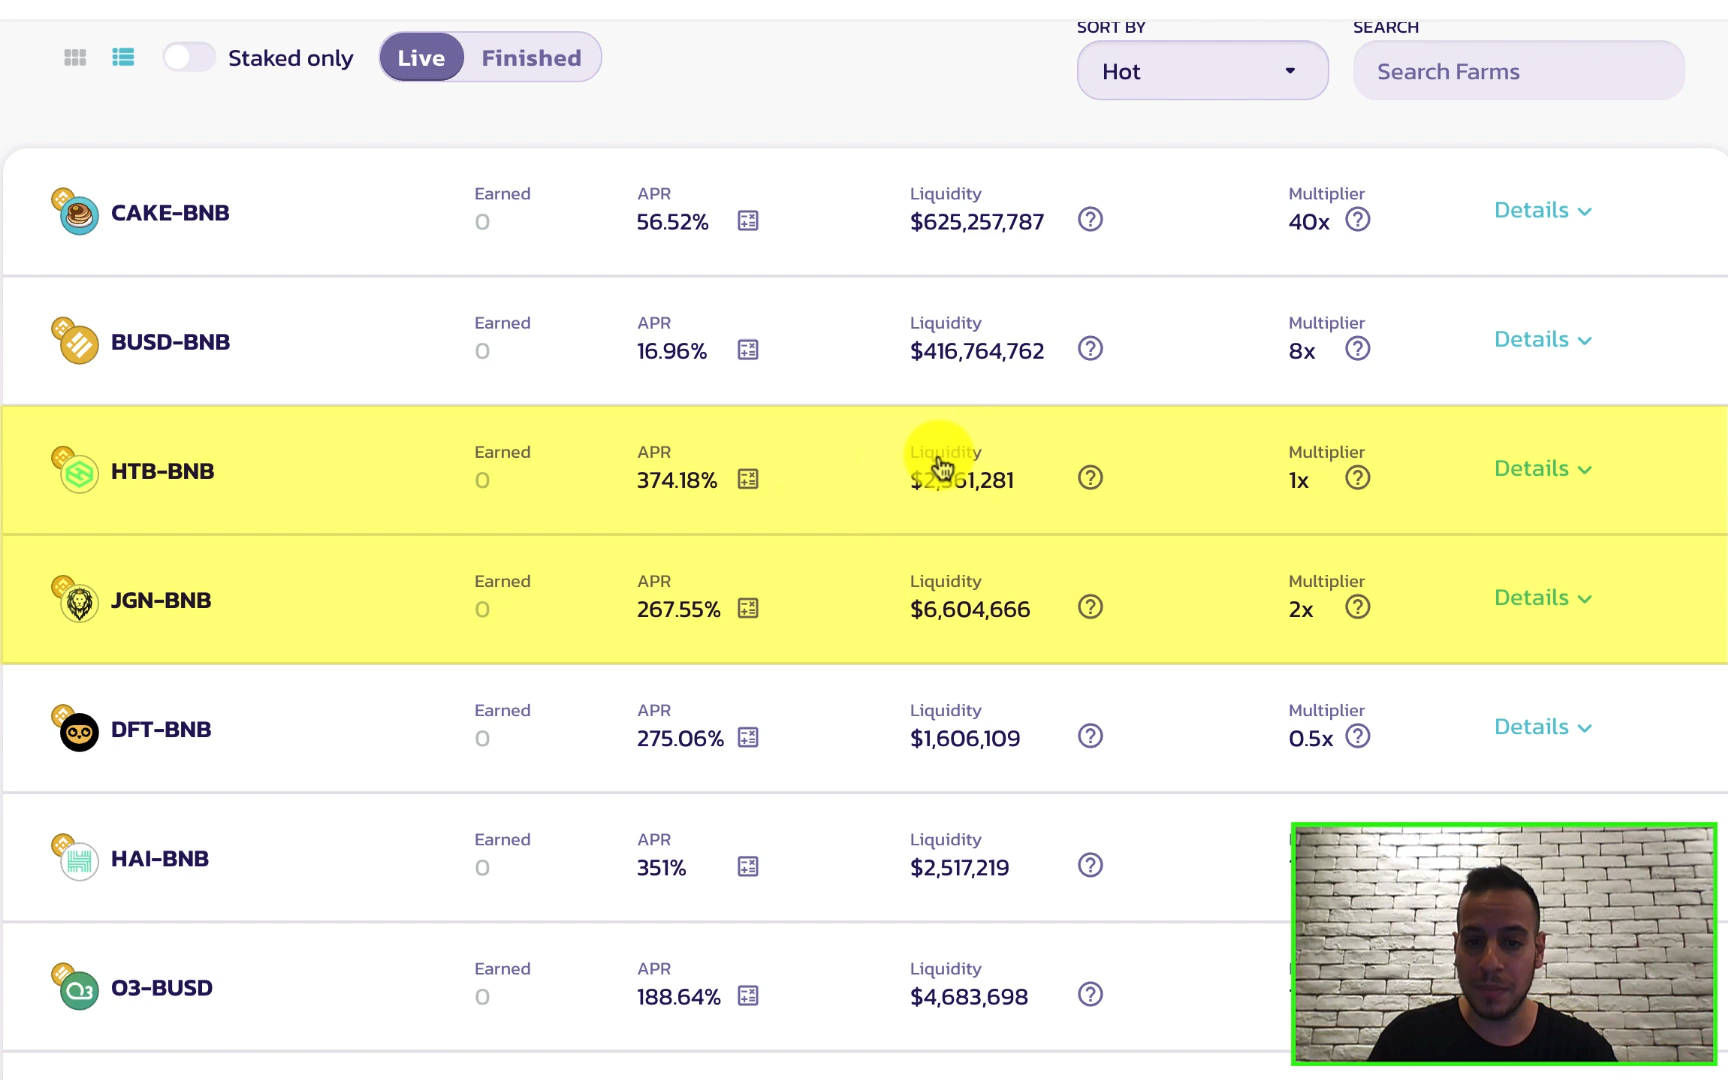 SORT BY
SEARCH
Staked only
Live
Finished
Hot
Search Farms
CAKE-BNB
Earned
0
APR
56.52%
Liquidity
$625,257,787
Multiplier
40x
Details
BUSD-BNB
Earned
0
APR
16.96%
Liquidity
$416,764,762
Multiplier
8x
Details
HTB-BNB
Earned
0
APR
374.18%
Liquidity
Multiplier
1x
Details
JGN-BNB
Earned
0
APR
267.55%
Liquidity
$6,604,666
Multiplier
2x
Details
DFT-BNB
Earned
0
APR
275.06%
Liquidity
$1,606,109
Multiplier
0.5x
Details
HAI-BNB
Earned
0
APR
351%
Liquidity
$2,517,219
O3-BUSD
Earned
0
APR
188.64%
Liquidity
$4,683,698